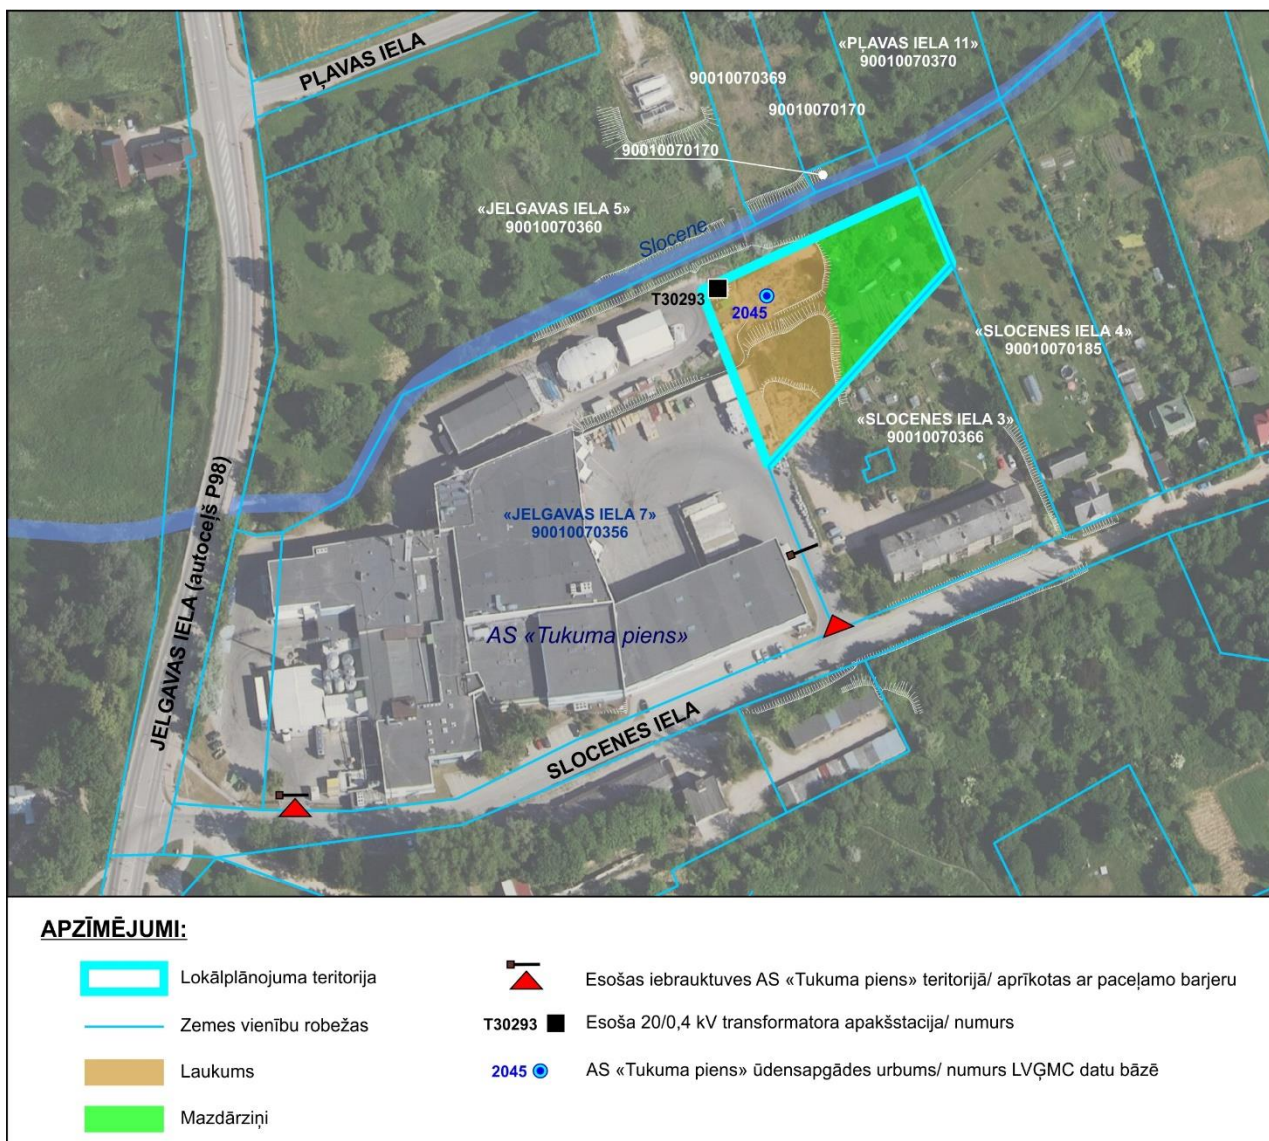 PĻAVAS IELA
«PĻAVAS IELA 11»
90010070370
90010070369
90010070170
90010070170
«JELGAVAS IELA 5»
90010070360
Slocene
T30293
2045
«SLOCENES IELA 4»
90010070185
«SLOCENES IELA 3»
90010070366
JELGAVAS IELA (autoceļš P98)
«JELGAVAS IELA 7»
90010070356
AS «Tukuma piens»
SLOCENES IELA
APZĪMĒJUMI:
Lokālplānojuma teritorija
Zemes vienību robežas
Laukums
Mazdārziņi
Esošas iebrauktuves AS «Tukuma piens» teritorijā/ aprīkotas ar paceļamo barjeru
T30293 Esoša 20/0,4 kV transformatora apakšstacija/ numurs
2045 AS «Tukuma piens» ūdensapgādes urbums/ numurs LVĢMC datu bāzē